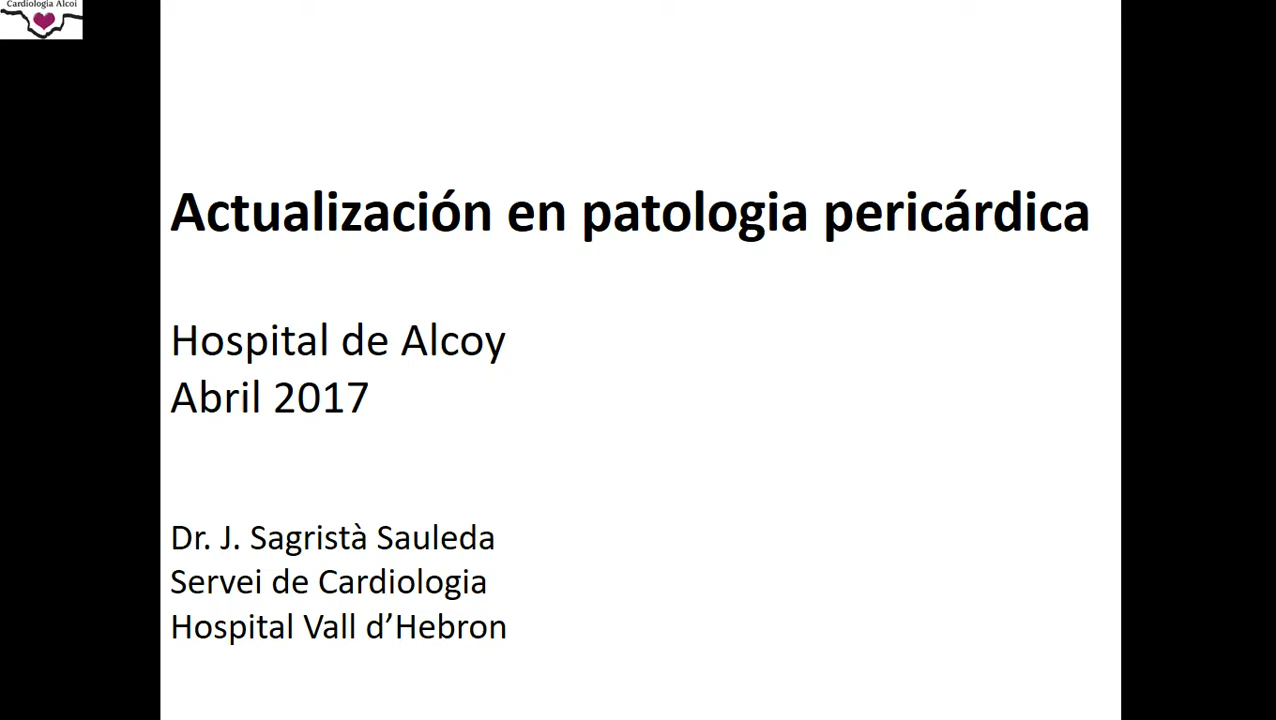 Cardiologia Alcoi
Actualización en patologia pericárdica
Hospital de Alcoy
Abril 2017
Dr. J. Sagristà Sauleda
Servei de Cardiologia
Hospital Vall d’Hebron